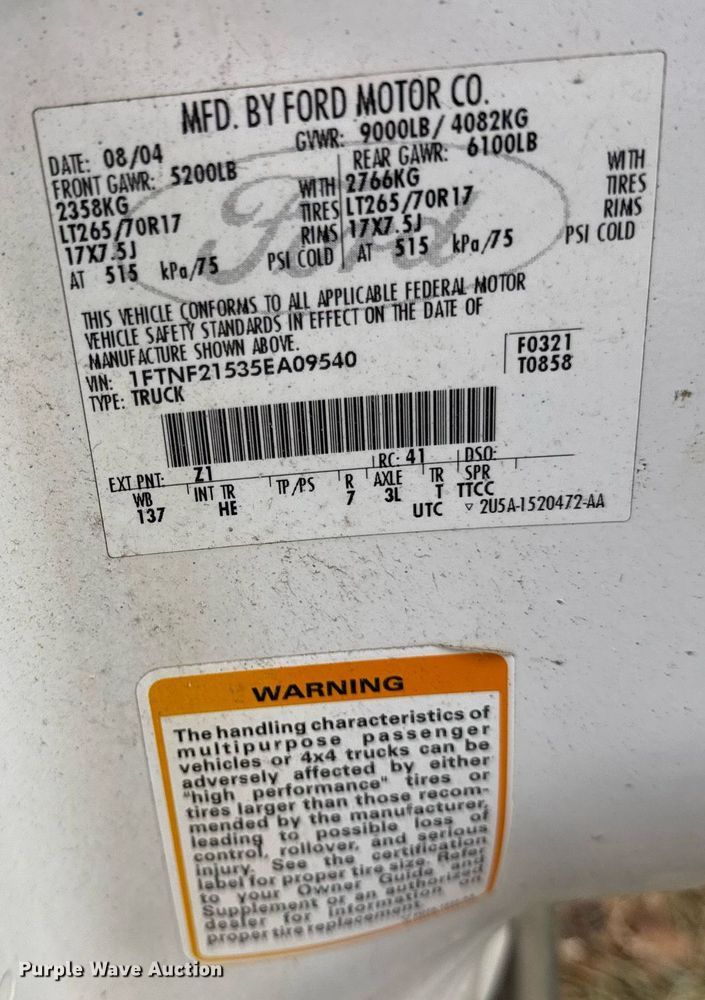 MFD. BY FORD MOTOR CO.
DATE: 08/04 GVWR: 9000LB/ 4082KG
FRONT GAWR: 5200LB REAR GAWR: 6100LB
2358KG WITH 2766KG WITH
LT265/70R17 TIRES LT265/70R17 TIRES
17X7.5J RIMS 17X7.5J RIMS
AT 515 kPa/75 PSI COLD AT 515 kPa/75 PSI COLD
Ford
THIS VEHICLE CONFORMS TO ALL APPLICABLE FEDERAL MOTOR
VEHICLE SAFETY STANDARDS IN EFFECT ON THE DATE OF
MANUFACTURE SHOWN ABOVE.
VIN: 1FTNF21535EA09540 F0321
TYPE: TRUCK T0858
EXT PNT: Z1 RC: 41 DSO:
WB INT TR TP/PS R AXLE TR SPR
137 HE 7 3L T TTCC
UTC ▽ 2U5A-1520472-AA
WARNING
The handling characteristics of
multipurpose passenger
vehicles or 4x4 trucks can be
adversely affected by either
"high performance" tires or
tires larger than those recom-
mended by the manufacturer,
leading to possible loss of
control, rollover, and serious
injury. See the certification
label for proper tire size. Refer
to your Owner Guide and
Supplement or an authorized
dealer for information on
proper tire replacement.
Purple Wave Auction